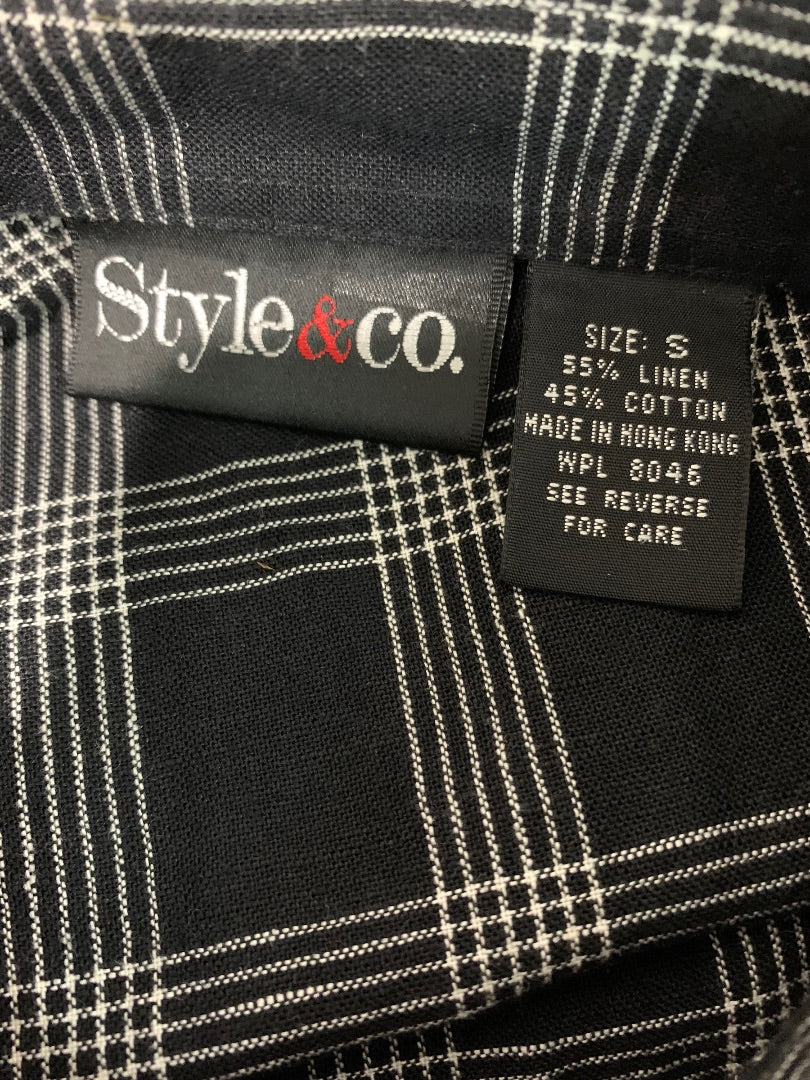 Style&co.
SIZE: S
55% LINEN
45% COTTON
MADE IN HONG KONG
WPL 8046
SEE REVERSE
FOR CARE